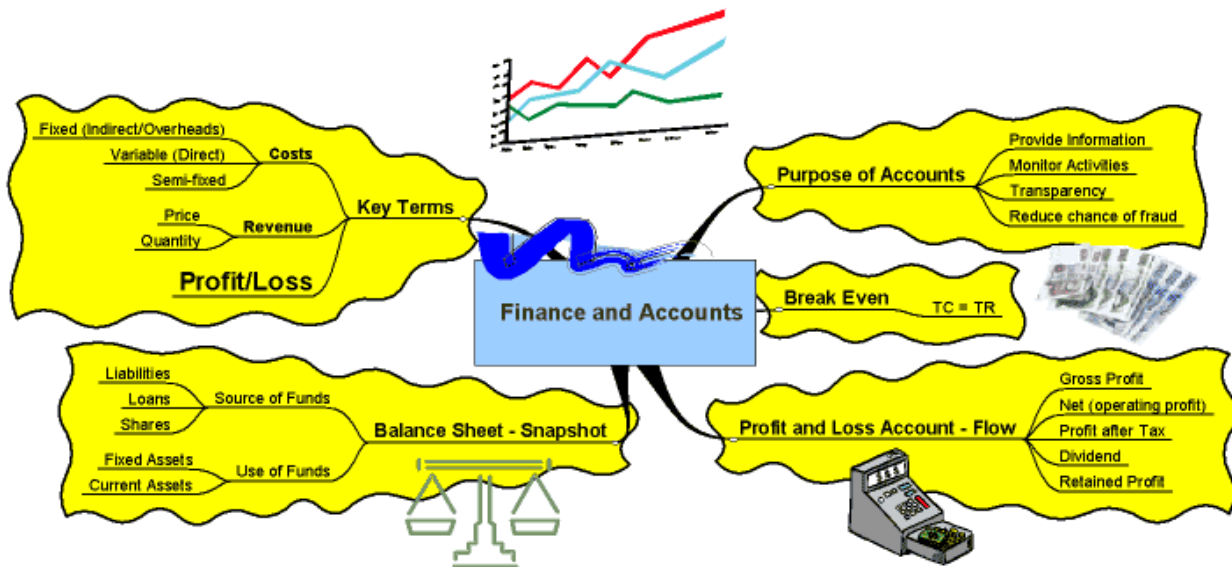 Fixed (Indirect/Overheads)
Variable (Direct)
Semi-fixed
Costs
Price
Quantity
Revenue
Profit/Loss
Key Terms
Purpose of Accounts
Provide Information
Monitor Activities
Transparency
Reduce chance of fraud
Finance and Accounts
Break Even
TC = TR
Liabilities
Loans
Shares
Source of Funds
Fixed Assets
Current Assets
Use of Funds
Balance Sheet - Snapshot
Profit and Loss Account - Flow
Gross Profit
Net (operating profit)
Profit after Tax
Dividend
Retained Profit